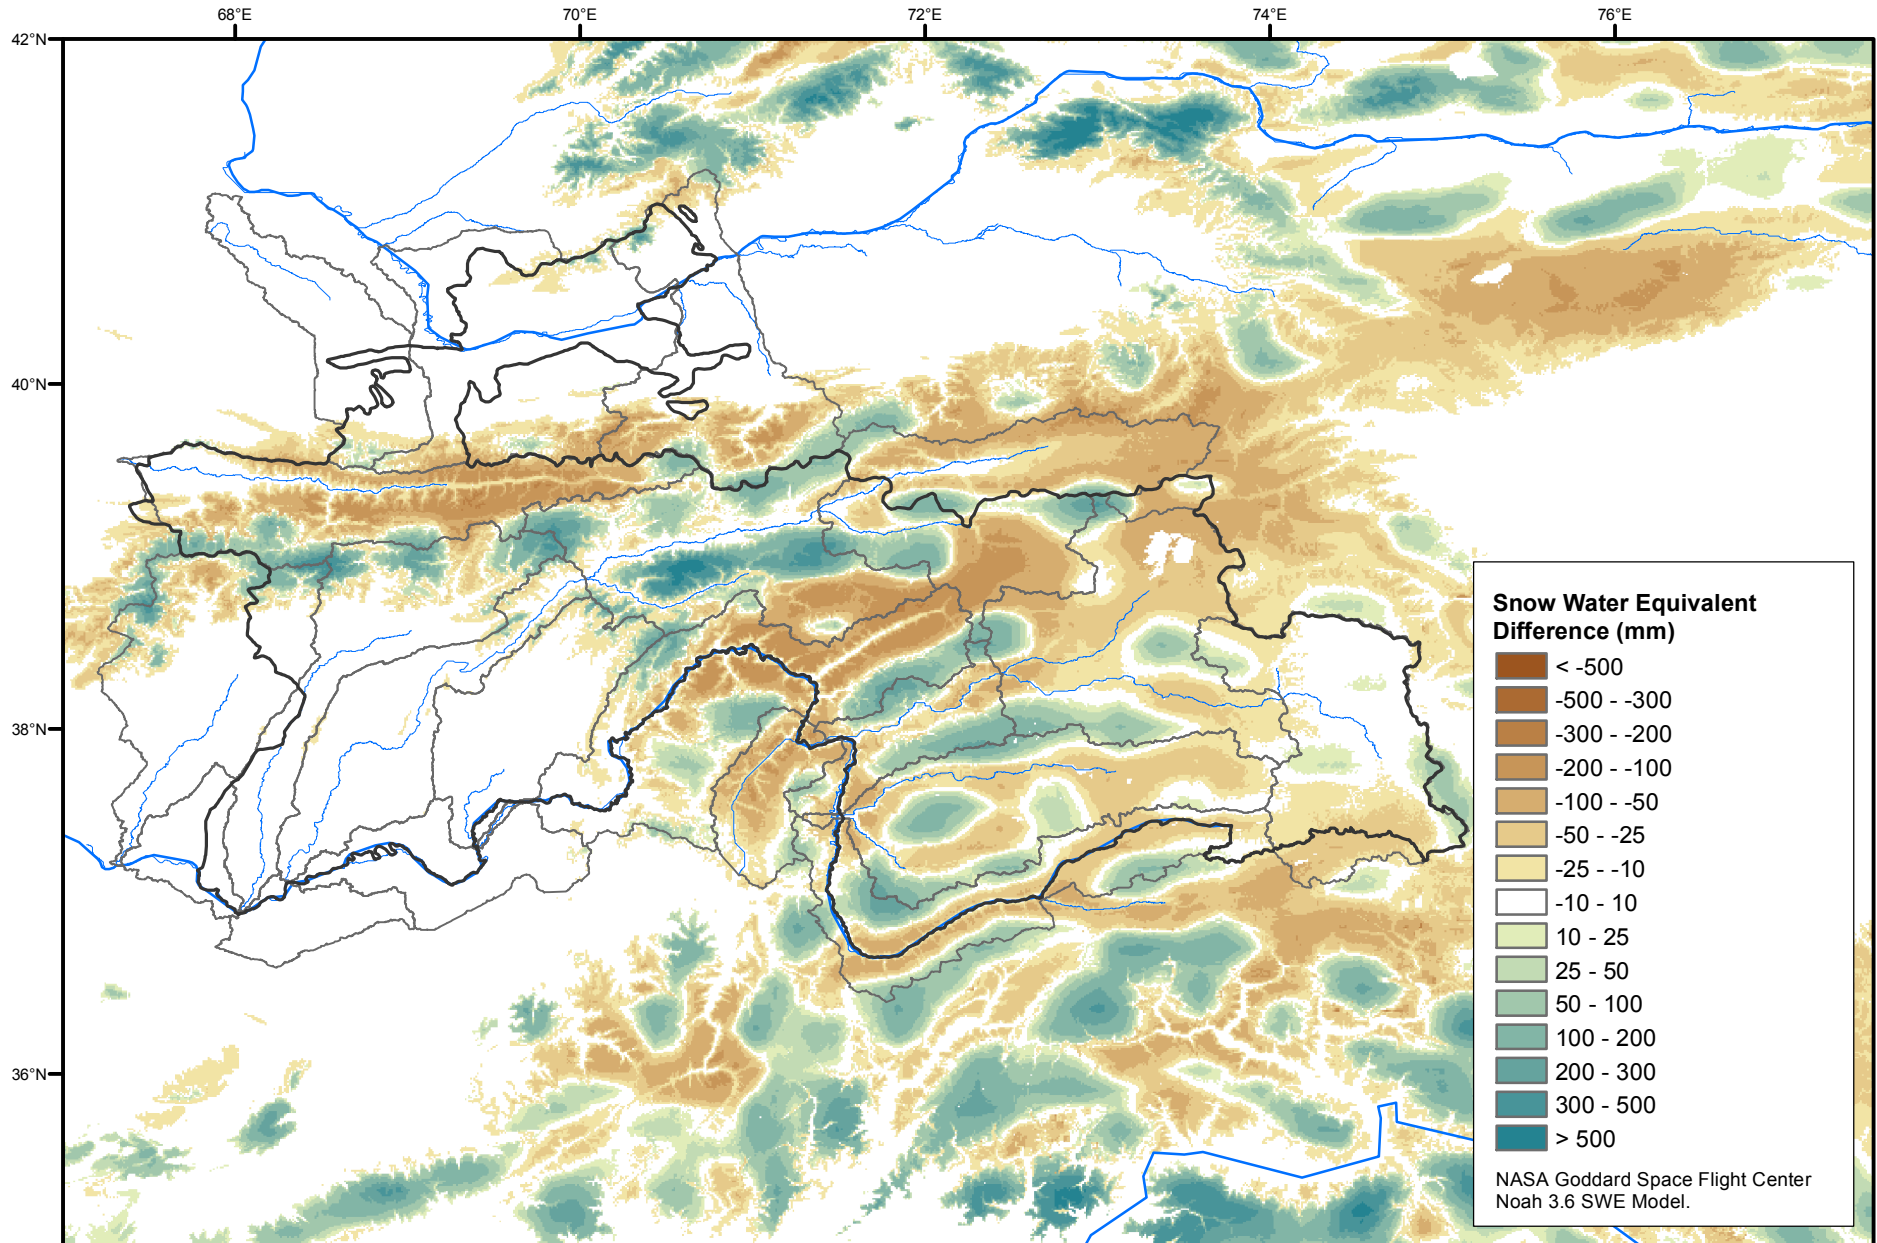 68°E
70°E
72°E
74°E
76°E
42°N
40°N
38°N
36°N
Snow Water Equivalent
Difference (mm)
< -500
-500 - -300
-300 - -200
-200 - -100
-100 - -50
-50 - -25
-25 - -10
-10 - 10
10 - 25
25 - 50
50 - 100
100 - 200
200 - 300
300 - 500
> 500
NASA Goddard Space Flight Center
Noah 3.6 SWE Model.